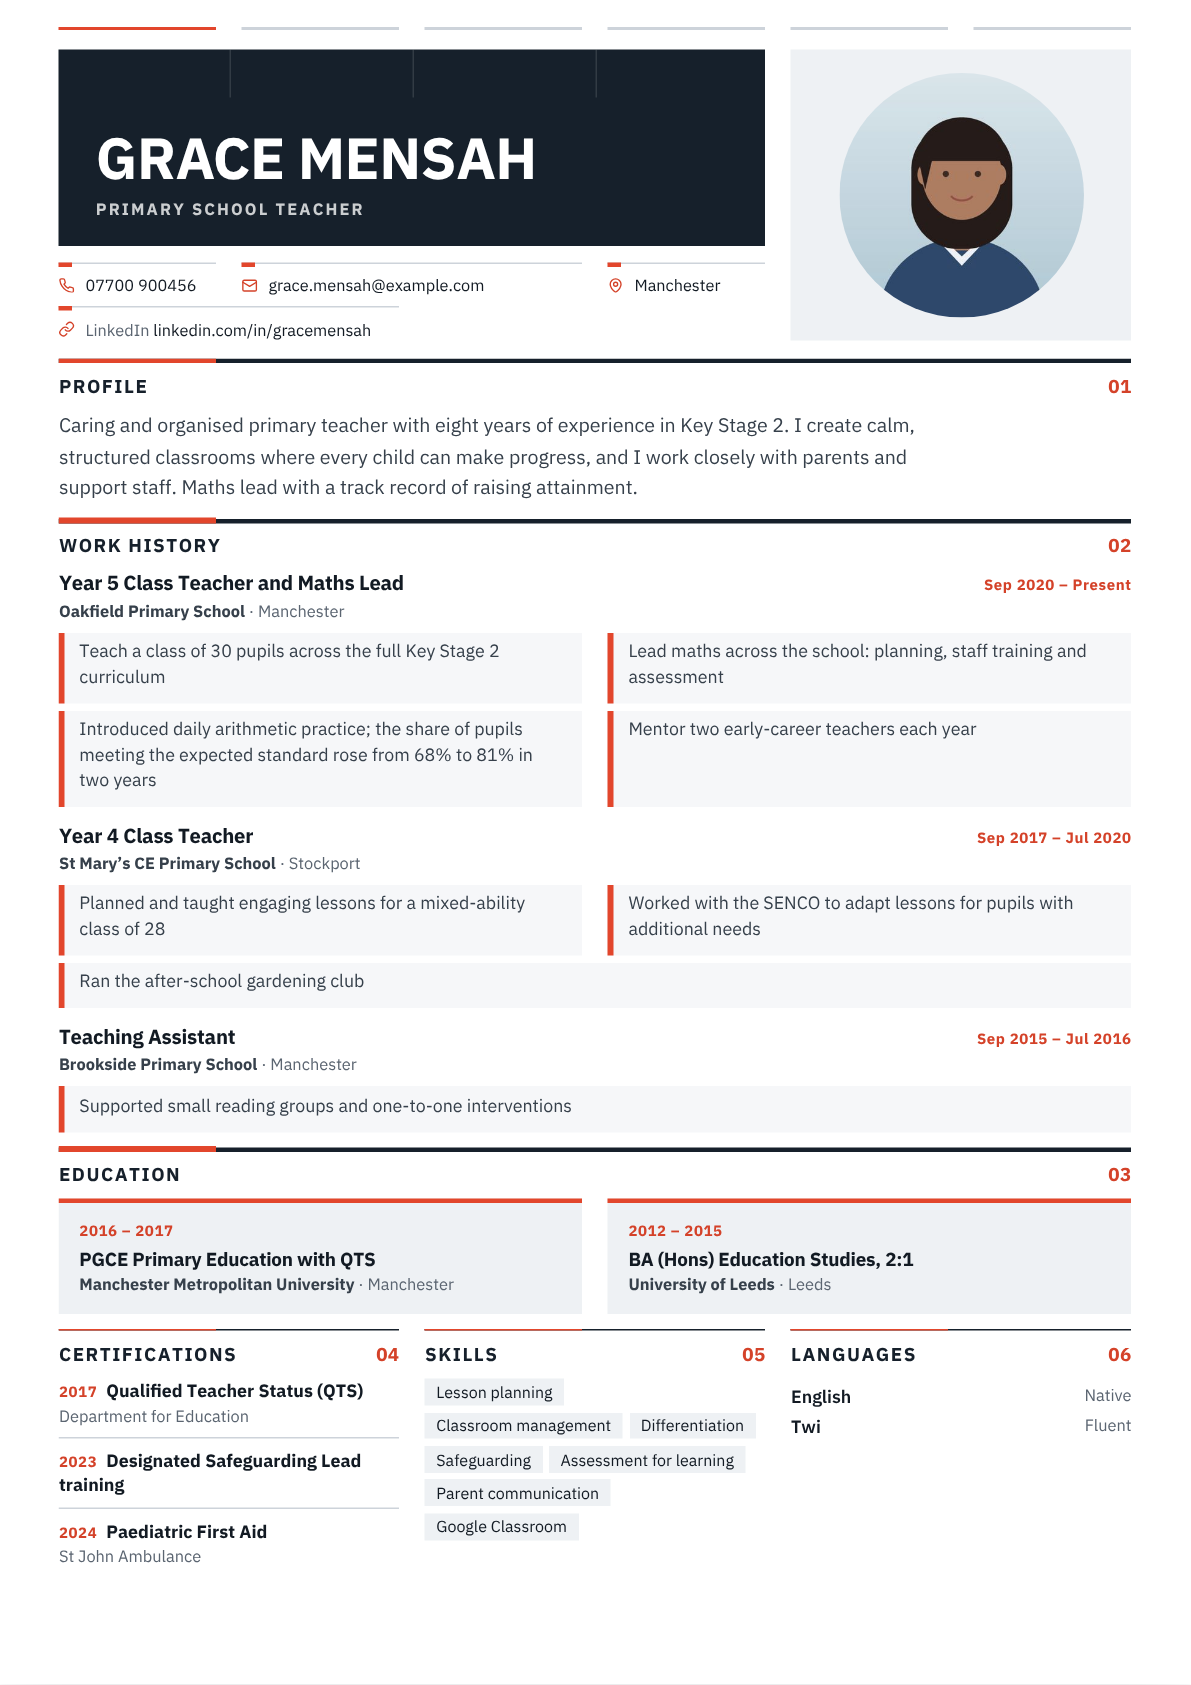 GRACE MENSAH
PRIMARY SCHOOL TEACHER
07700 900456
grace.mensah@example.com
Manchester
LinkedIn linkedin.com/in/gracemensah
PROFILE
01
Caring and organised primary teacher with eight years of experience in Key Stage 2. I create calm,
structured classrooms where every child can make progress, and I work closely with parents and
support staff. Maths lead with a track record of raising attainment.
WORK HISTORY
02
Year 5 Class Teacher and Maths Lead
Sep 2020 – Present
Oakfield Primary School · Manchester
Teach a class of 30 pupils across the full Key Stage 2
curriculum
Lead maths across the school: planning, staff training and
assessment
Introduced daily arithmetic practice; the share of pupils
meeting the expected standard rose from 68% to 81% in
two years
Mentor two early-career teachers each year
Year 4 Class Teacher
Sep 2017 – Jul 2020
St Mary’s CE Primary School · Stockport
Planned and taught engaging lessons for a mixed-ability
class of 28
Worked with the SENCO to adapt lessons for pupils with
additional needs
Ran the after-school gardening club
Teaching Assistant
Sep 2015 – Jul 2016
Brookside Primary School · Manchester
Supported small reading groups and one-to-one interventions
EDUCATION
03
2016 – 2017
PGCE Primary Education with QTS
Manchester Metropolitan University · Manchester
2012 – 2015
BA (Hons) Education Studies, 2:1
University of Leeds · Leeds
CERTIFICATIONS
04
2017 Qualified Teacher Status (QTS)
Department for Education
2023 Designated Safeguarding Lead
training
2024 Paediatric First Aid
St John Ambulance
SKILLS
05
Lesson planning
Classroom management
Differentiation
Safeguarding
Assessment for learning
Parent communication
Google Classroom
LANGUAGES
06
English
Native
Twi
Fluent